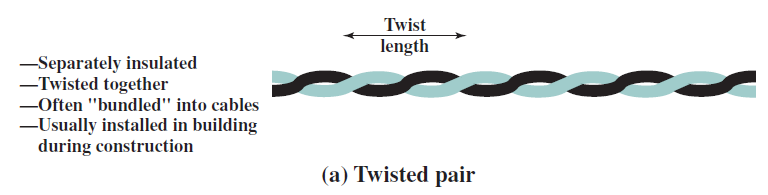 Twist
length
—Separately insulated
—Twisted together
—Often "bundled" into cables
—Usually installed in building
during construction
(a) Twisted pair